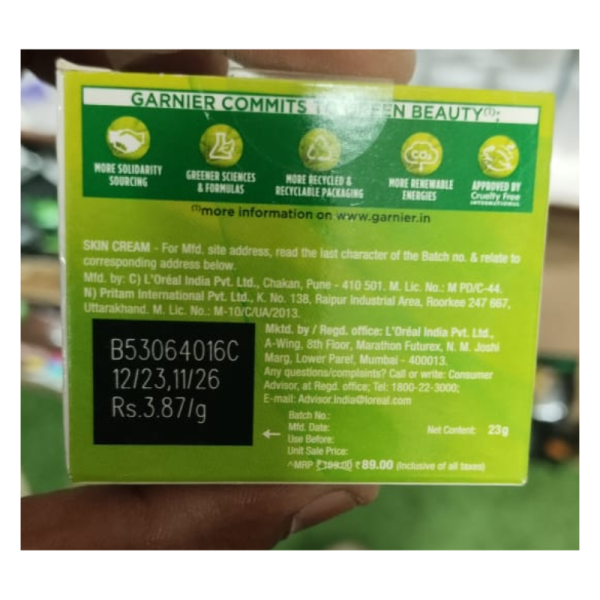 GARNIER COMMITS TO GREEN BEAUTY⁽¹⁾:
MORE SOLIDARITY
SOURCING
GREENER SCIENCES
& FORMULAS
MORE RECYCLED &
RECYCLABLE PACKAGING
CO₂
MORE RENEWABLE
ENERGIES
APPROVED BY
Cruelty Free
INTERNATIONAL
⁽¹⁾more information on www.garnier.in
SKIN CREAM - For Mfd. site address, read the last character of the Batch no. & relate to
corresponding address below.
Mfd. by: C) L'Oréal India Pvt. Ltd., Chakan, Pune - 410 501. M. Lic. No.: M PD/C-44.
N) Pritam International Pvt. Ltd., K. No. 138, Raipur Industrial Area, Roorkee 247 667,
Uttarakhand. M. Lic. No.: M-10/C/UA/2013.
B53064016C
12/23,11/26
Rs.3.87/g
Mktd. by / Regd. office: L'Oréal India Pvt. Ltd.,
A-Wing, 8th Floor, Marathon Futurex, N. M. Joshi
Marg, Lower Parel, Mumbai - 400013.
Any questions/complaints? Call or write: Consumer
Advisor, at Regd. office; Tel: 1800-22-3000;
E-mail: Advisor.India@loreal.com
Batch No.:
Mfd. Date:
Use Before:
Unit Sale Price:
Net Content: 23g
^MRP ₹89.00 (Inclusive of all taxes)